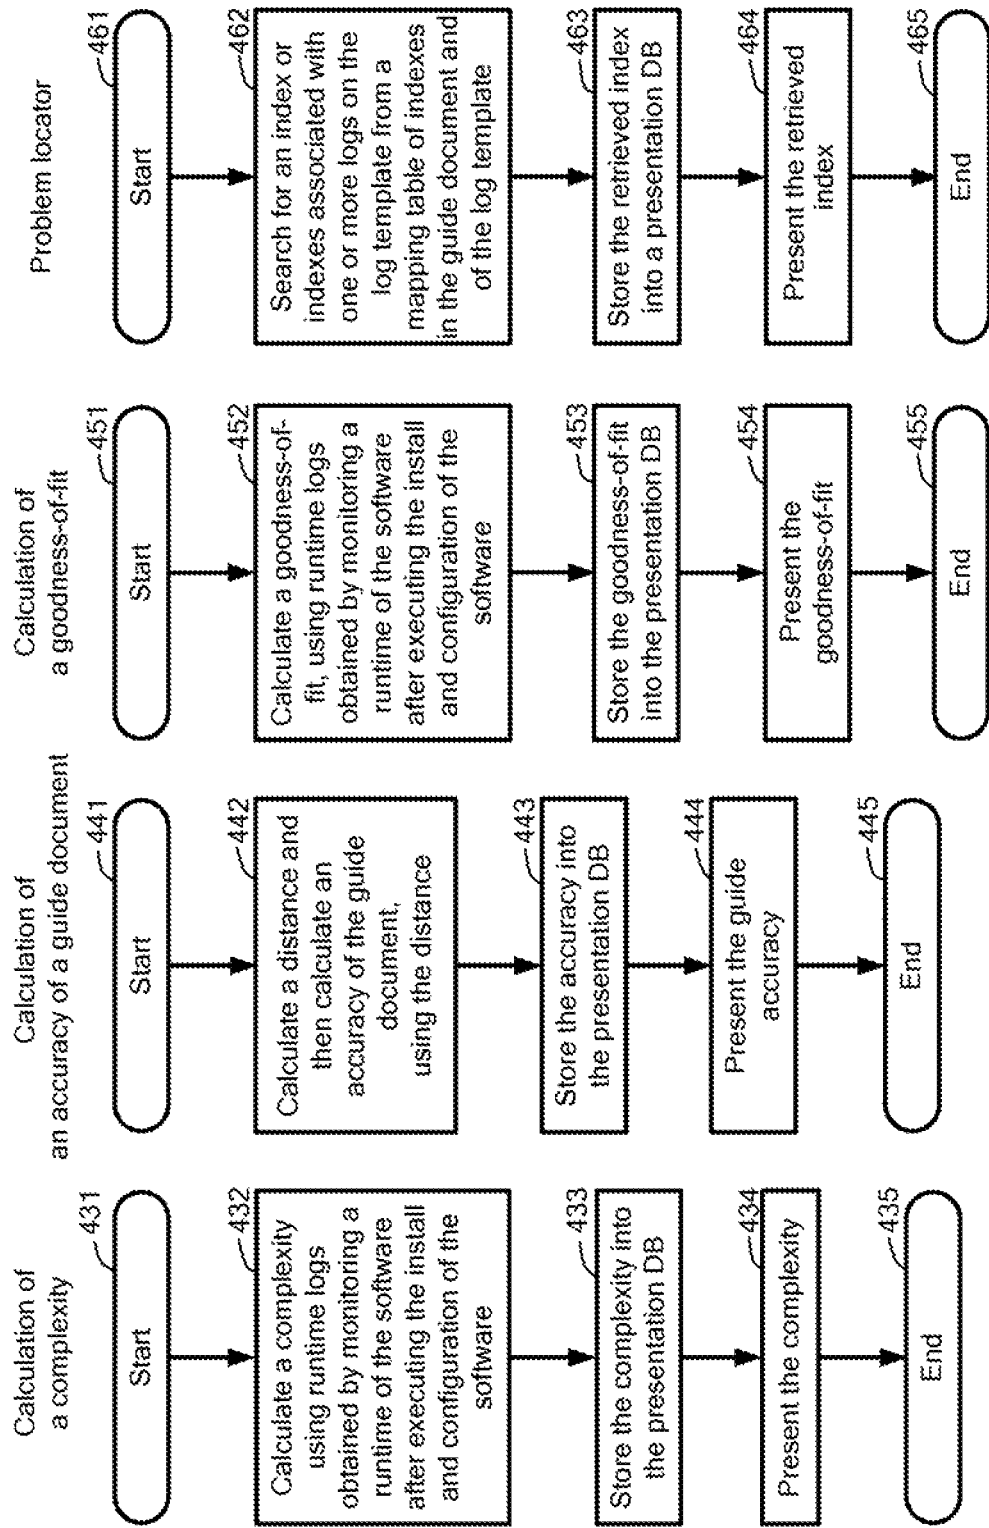 Calculation of
a complexity
431
Start
432
Calculate a complexity
using runtime logs
obtained by monitoring a
runtime of the software
after executing the install
and configuration of the
software
433
Store the complexity into
the presentation DB
434
Present the complexity
435
End
Calculation of
an accuracy of a guide document
441
Start
442
Calculate a distance and
then calculate an
accuracy of the guide
document,
using the distance
443
Store the accuracy into
the presentation DB
444
Present the guide
accuracy
445
End
Calculation of
a goodness-of-fit
451
Start
452
Calculate a goodness-of-
fit, using runtime logs
obtained by monitoring a
runtime of the software
after executing the install
and configuration of the
software
453
Store the goodness-of-fit
into the presentation DB
454
Present the
goodness-of-fit
455
End
Problem locator
461
Start
462
Search for an index or
indexes associated with
one or more logs on the
log template from a
mapping table of indexes
in the guide document and
of the log template
463
Store the retrieved index
into a presentation DB
464
Present the retrieved
index
465
End